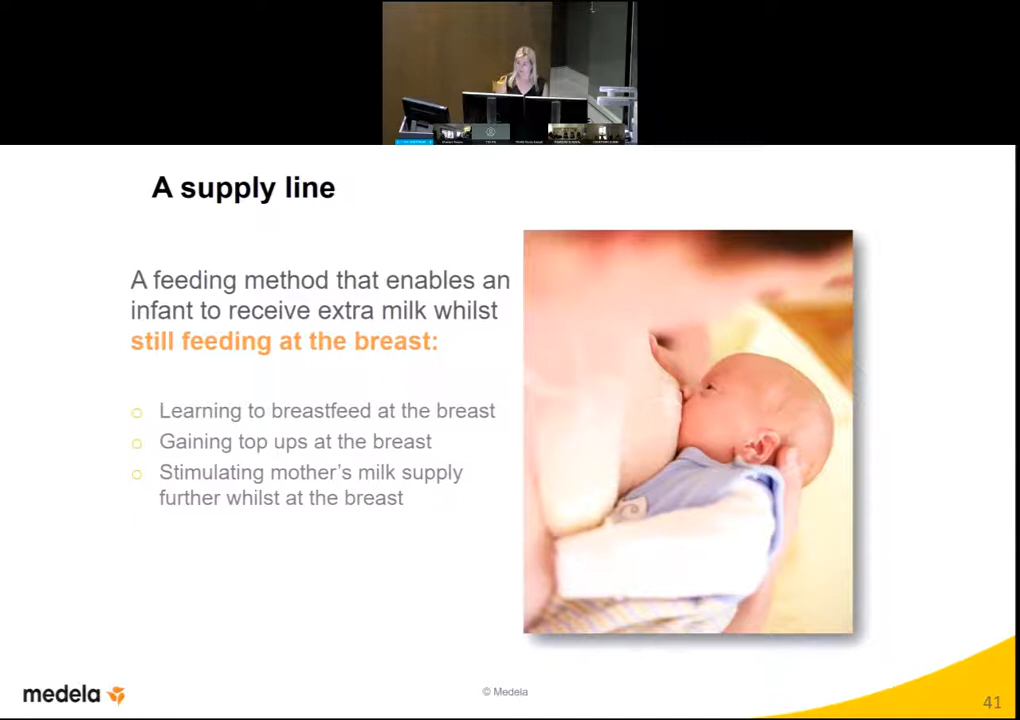 A supply line
A feeding method that enables an
infant to receive extra milk whilst
still feeding at the breast:
Learning to breastfeed at the breast
Gaining top ups at the breast
Stimulating mother's milk supply
further whilst at the breast
medela
© Medela
41